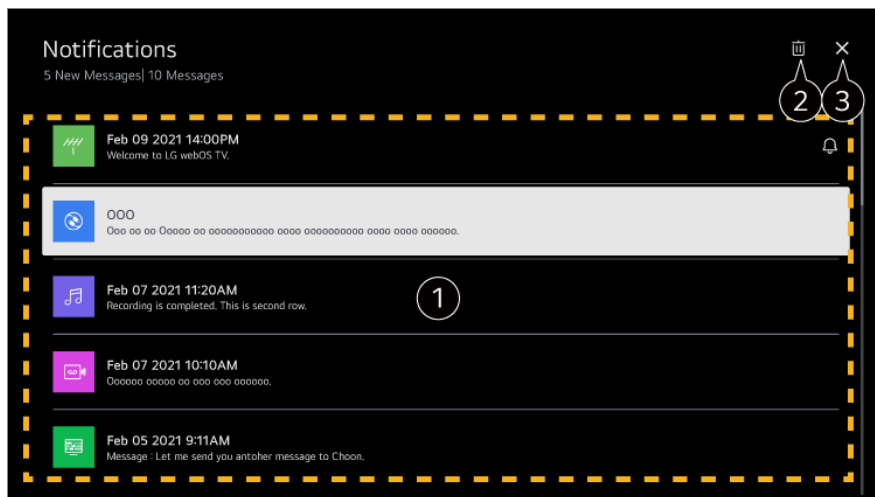 Notifications
5 New Messages| 10 Messages
2
3
Feb 09 2021 14:00PM
Welcome to LG webOS TV.
OOO
Ooo oo oo Ooooo oo ooooooooooo oooo oooooooooo oooo oooo oooooo.
Feb 07 2021 11:20AM
Recording is completed. This is second row.
1
Feb 07 2021 10:10AM
Oooooo ooooo oo ooo ooo oooooo.
Feb 05 2021 9:11AM
Message : Let me send you antoher message to Choon.